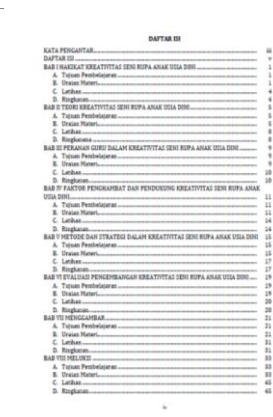 DAFTAR ISI
KATA PENGANTAR iii
DAFTAR ISI v
BAB I HAKIKAT KREATIVITAS SENI RUPA ANAK USIA DINI 1
A. Tujuan Pembelajaran 1
B. Uraian Materi 1
C. Latihan 4
D. Ringkasan 4
BAB II TEORI KREATIVITAS SENI RUPA ANAK USIA DINI 5
A. Tujuan Pembelajaran 5
B. Uraian Materi 5
C. Latihan 8
D. Ringkasana 8
BAB III PERANAN GURU DALAM KREATIVITAS SENI RUPA ANAK USIA DINI 9
A. Tujuan Pembelajaran 9
B. Uraian Materi 9
C. Latihan 10
D. Ringkasan 10
BAB IV FAKTOR PENGHAMBAT DAN PENDUKUNG KREATIVITAS SENI RUPA ANAK
USIA DINI 11
A. Tujuan Pembelajaran 11
B. Uraian Materi 11
C. Latihan 14
D. Ringkasan 14
BAB V METODE DAN STRATEGI DALAM KREATIVITAS SENI RUPA ANAK USIA DINI 15
A. Tujuan Pembelajaran 15
B. Uraian Materi 15
C. Latihan 17
D. Ringkasan 17
BAB VI EVALUASI PENGEMBANGAN KREATIVITAS SENI RUPA ANAK USIA DINI 19
A. Tujuan Pembelajaran 19
B. Uraian Materi 19
C. Latihan 20
D. Ringkasan 20
BAB VII MENGGAMBAR 21
A. Tujuan Pembelajaran 21
B. Uraian Materi 21
C. Latihan 31
D. Ringkasan 31
BAB VIII MELUKIS 33
A. Tujuan Pembelajaran 33
B. Uraian Materi 33
C. Latihan 45
D. Ringkasan 45